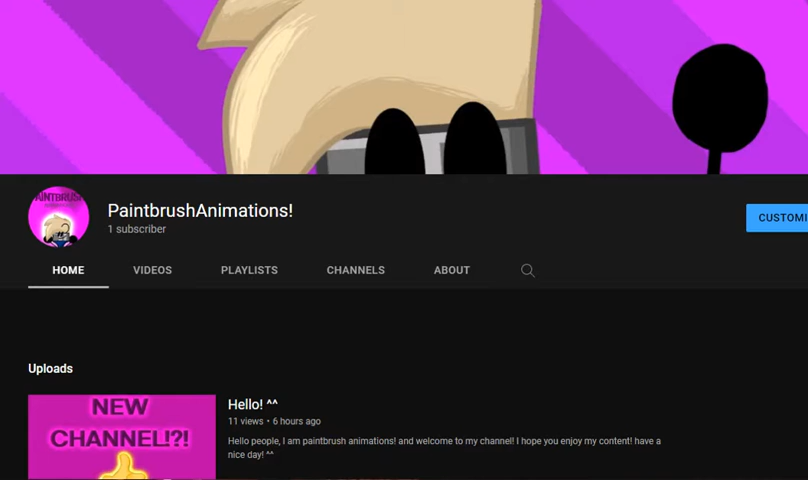 PAINTBRUSH
PaintbrushAnimations!
1 subscriber
CUSTOMI
HOME VIDEOS PLAYLISTS CHANNELS ABOUT
Uploads
NEW
CHANNEL!?!
Hello! ^^
11 views • 6 hours ago
Hello people, I am paintbrush animations! and welcome to my channel! I hope you enjoy my content! have a
nice day! ^^